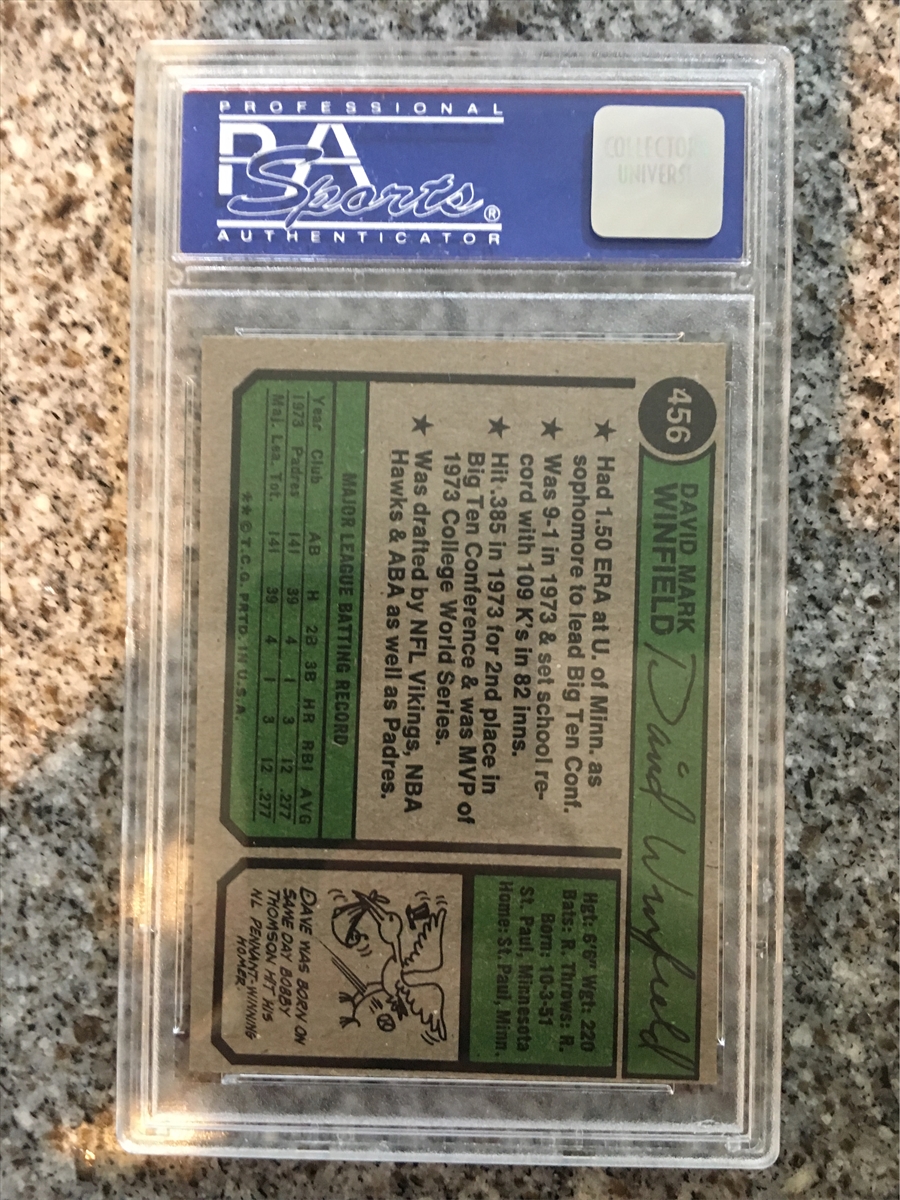 PROFESSIONAL
PSA
Sports®
AUTHENTICATOR
COLLECTORS
UNIVERSE
456
DAVID MARK
WINFIELD
David Winfield
★ Had 1.50 ERA at U. of Minn. as
sophomore to lead Big Ten Conf.
★ Was 9-1 in 1973 & set school re-
cord with 109 K's in 82 inns.
★ Hit .385 in 1973 for 2nd place in
Big Ten Conference & was MVP of
1973 College World Series.
★ Was drafted by NFL Vikings, NBA
Hawks & ABA as well as Padres.
MAJOR LEAGUE BATTING RECORD
Year Club AB H 2B 3B HR RBI AVG
1973 Padres 141 39 4 1 3 12 .277
Maj. Lea. Tot. 141 39 4 1 3 12 .277
★★© T.C.G. PRTD. IN U.S.A.
Hgt: 6'6" Wgt: 220
Bats: R. Throws: R.
Born: 10-3-51
St. Paul, Minnesota
Home: St. Paul, Minn.
DAVE WAS BORN ON
SAME DAY BOBBY
THOMSON HIT HIS
NL PENNANT-WINNING
HOMER